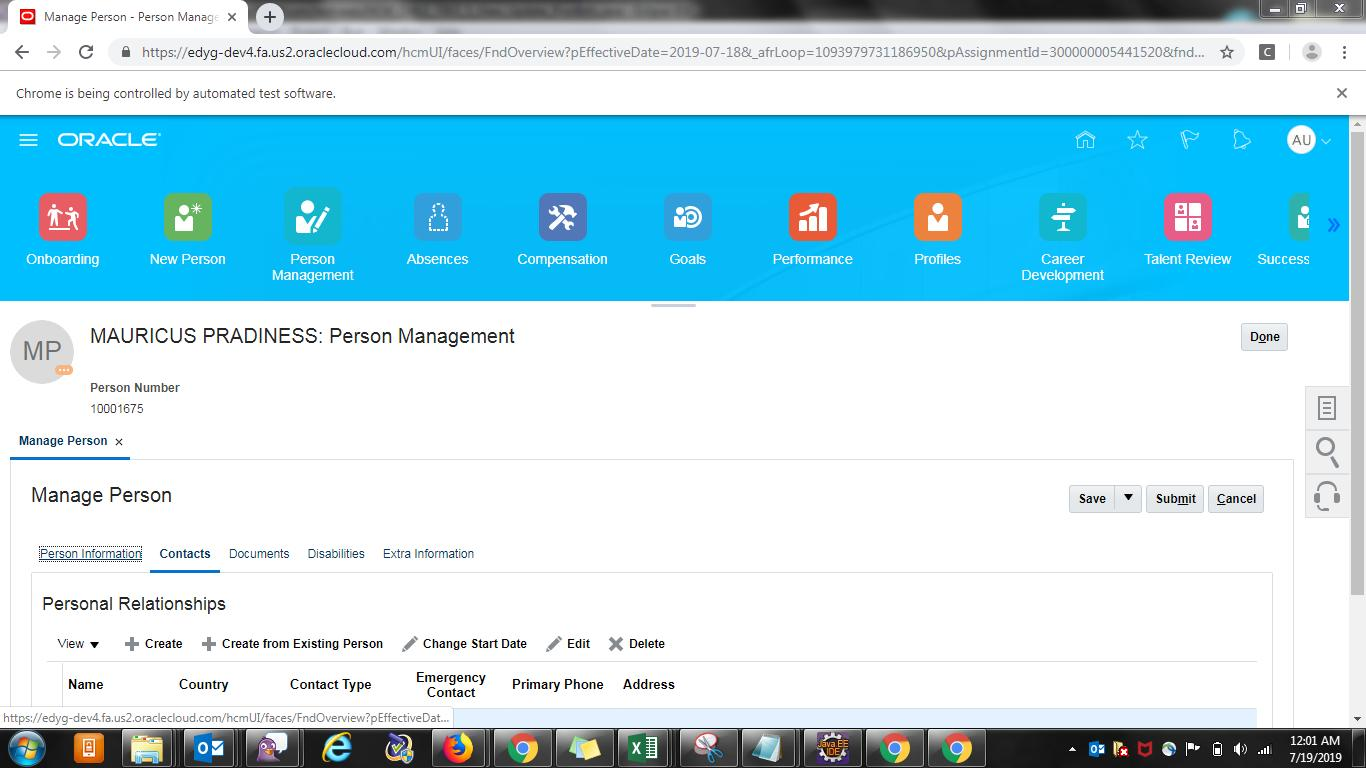 Manage Person - Person Manage
https://edyg-dev4.fa.us2.oraclecloud.com/hcmUI/faces/FndOverview?pEffectiveDate=2019-07-18&_afrLoop=1093979731186950&pAssignmentId=300000005441520&fnd...
C
Chrome is being controlled by automated test software.
ORACLE
AU
Onboarding
New Person
Person Management
Absences
Compensation
Goals
Performance
Profiles
Career Development
Talent Review
Success
MP
MAURICUS PRADINESS: Person Management
Done
Person Number
10001675
Manage Person
Manage Person
Save
Submit
Cancel
Person Information
Contacts
Documents
Disabilities
Extra Information
Personal Relationships
View
Create
Create from Existing Person
Change Start Date
Edit
Delete
Name
Country
Contact Type
Emergency Contact
Primary Phone
Address
https://edyg-dev4.fa.us2.oraclecloud.com/hcmUI/faces/FndOverview?pEffectiveDat...
Java EE
IDE
12:01 AM
7/19/2019